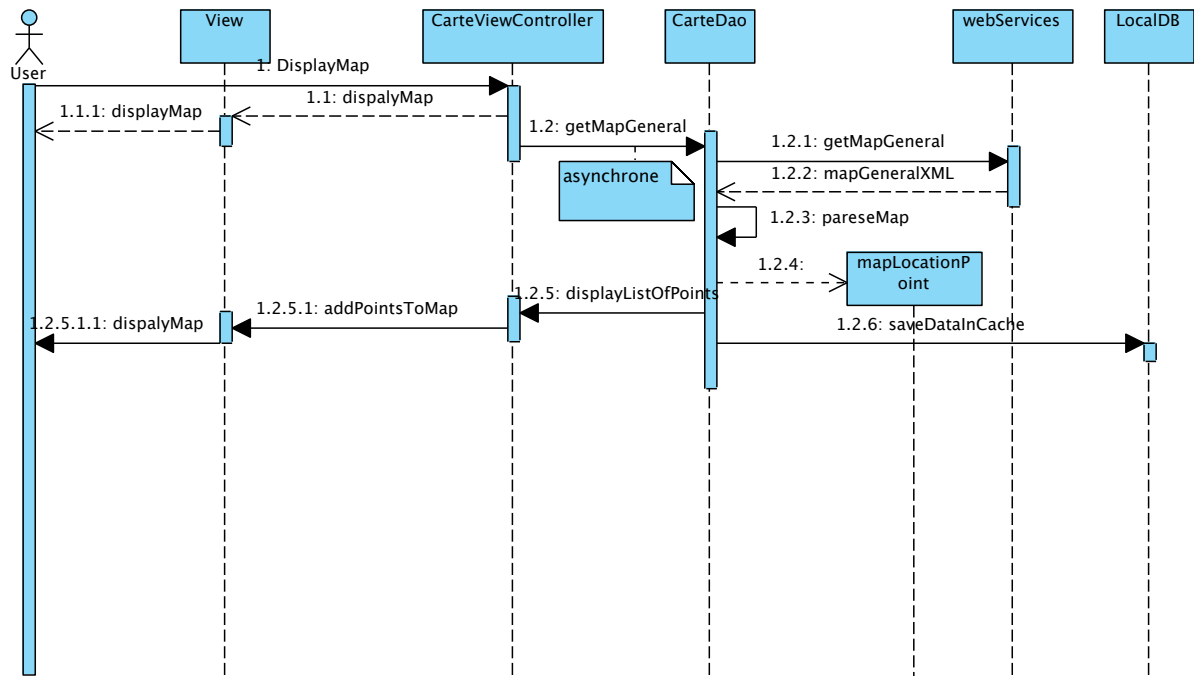 View
CarteViewController
CarteDao
webServices
LocalDB
User
1: DisplayMap
1.1: dispalyMap
1.1.1: displayMap
1.2: getMapGeneral
1.2.1: getMapGeneral
asynchrone
1.2.2: mapGeneralXML
1.2.3: pareseMap
1.2.4:
mapLocationP
oint
1.2.5: displayListOfPoints
1.2.5.1: addPointsToMap
1.2.5.1.1: dispalyMap
1.2.6: saveDataInCache